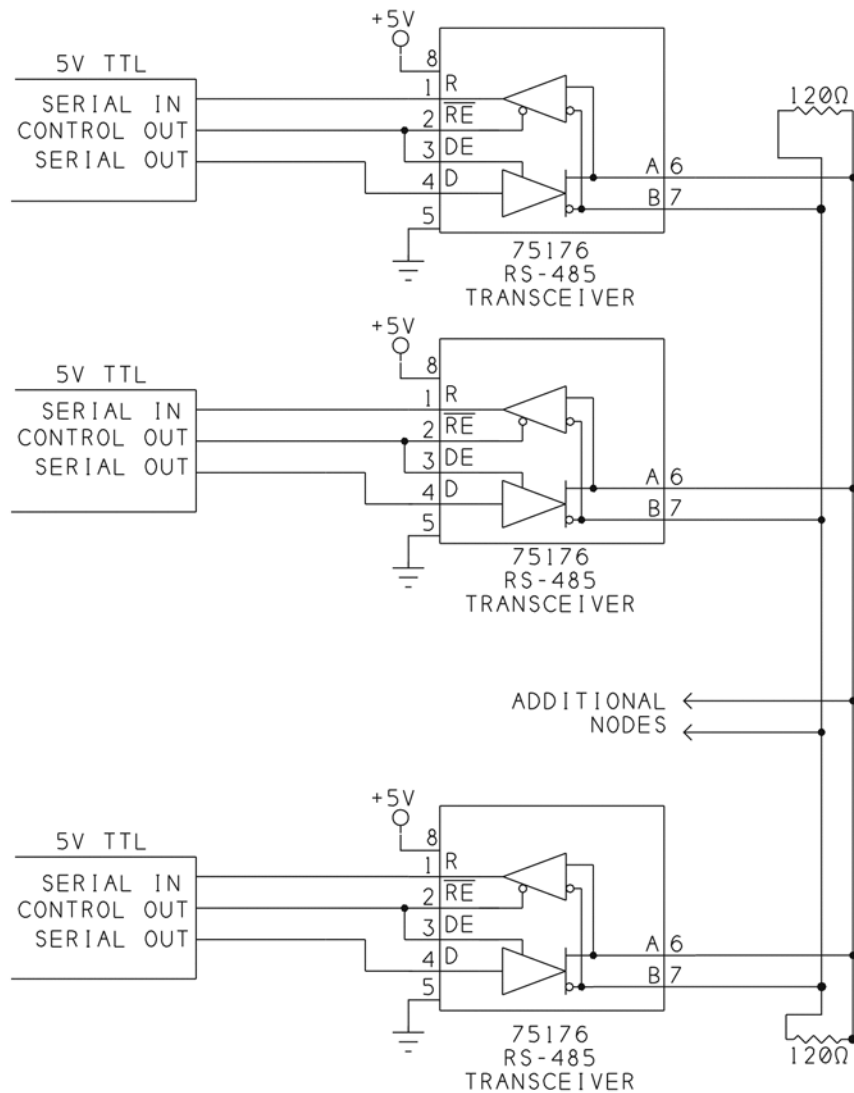 +5V
5V TTL
SERIAL IN
CONTROL OUT
SERIAL OUT
8
1 R
2 R̅E̅
3 DE
4 D
5
A 6
B 7
120Ω
75176
RS-485
TRANSCEIVER
+5V
5V TTL
SERIAL IN
CONTROL OUT
SERIAL OUT
8
1 R
2 R̅E̅
3 DE
4 D
5
A 6
B 7
75176
RS-485
TRANSCEIVER
ADDITIONAL
NODES
+5V
5V TTL
SERIAL IN
CONTROL OUT
SERIAL OUT
8
1 R
2 R̅E̅
3 DE
4 D
5
A 6
B 7
120Ω
75176
RS-485
TRANSCEIVER